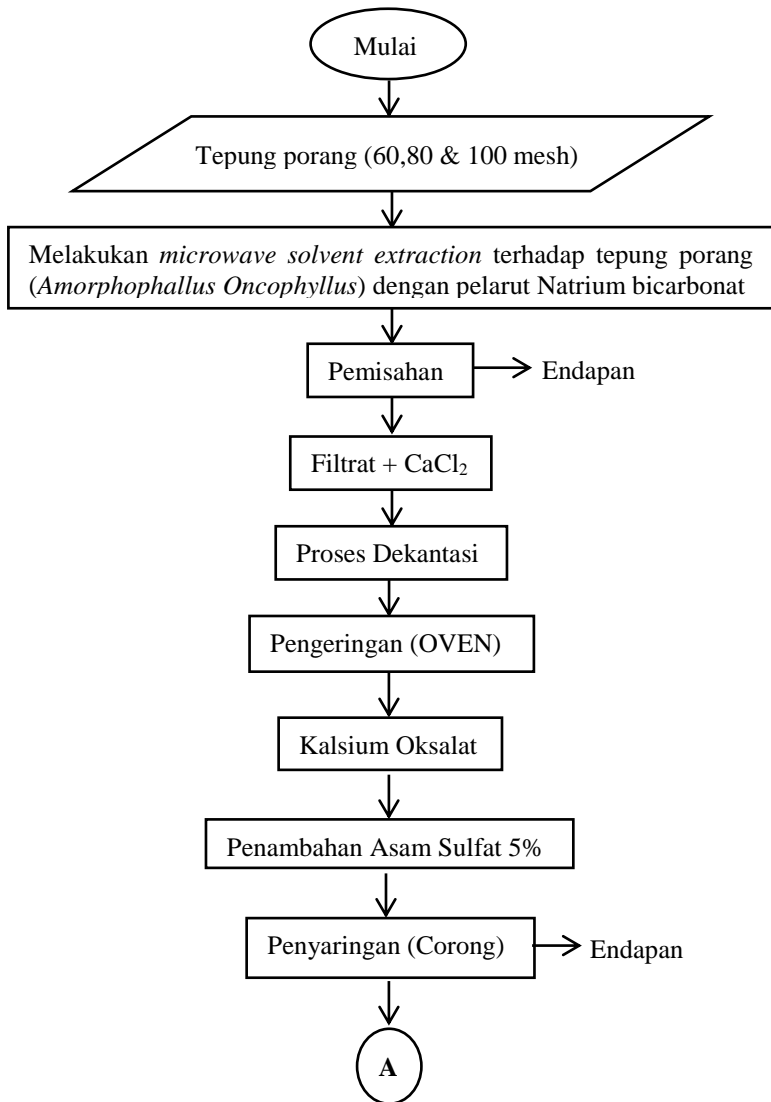 Mulai
Tepung porang (60,80 & 100 mesh)
Melakukan microwave solvent extraction terhadap tepung porang
(Amorphophallus Oncophyllus) dengan pelarut Natrium bicarbonat
Pemisahan
Endapan
Filtrat + CaCl₂
Proses Dekantasi
Pengeringan (OVEN)
Kalsium Oksalat
Penambahan Asam Sulfat 5%
Penyaringan (Corong)
Endapan
A